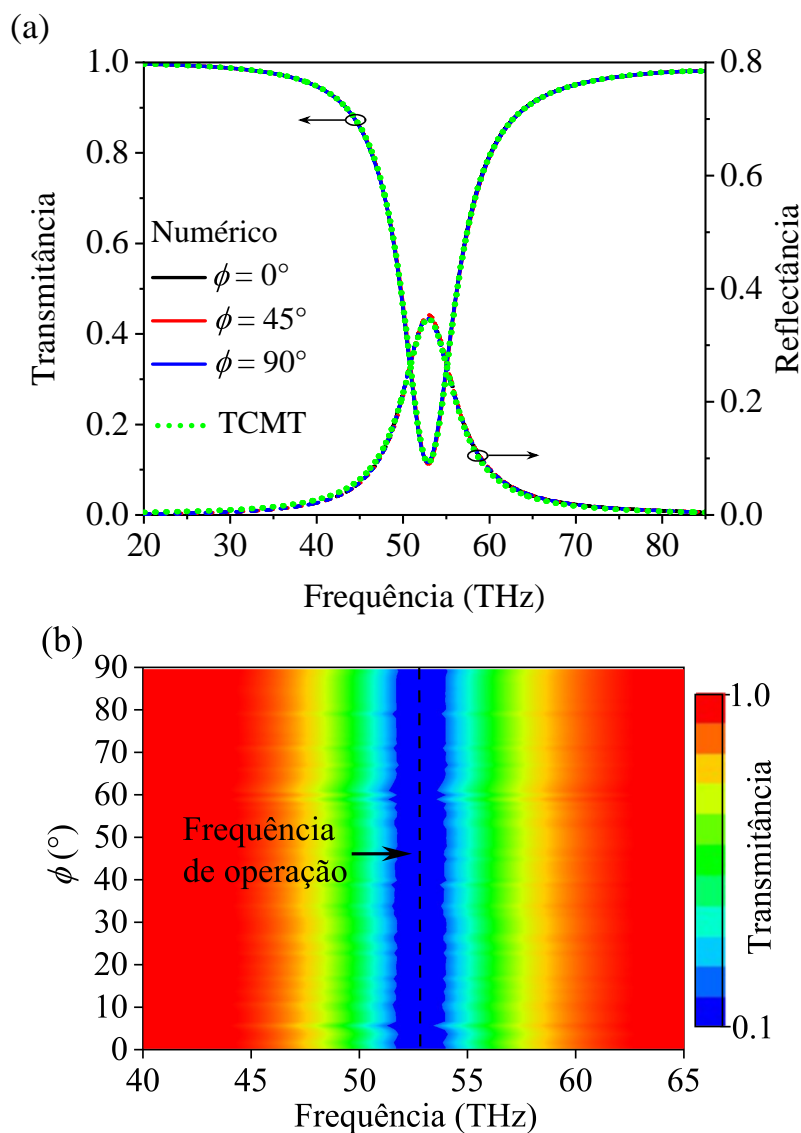 (a)
1.0
0.8
0.6
0.4
0.2
0.0
Transmitância
0.8
0.6
0.4
0.2
0.0
Reflectância
Numérico
ϕ = 0°
ϕ = 45°
ϕ = 90°
TCMT
20 30 40 50 60 70 80
Frequência (THz)
(b)
90
80
70
60
50
40
30
20
10
0
ϕ (°)
Frequência
de operação
1.0
Transmitância
0.1
40 45 50 55 60 65
Frequência (THz)